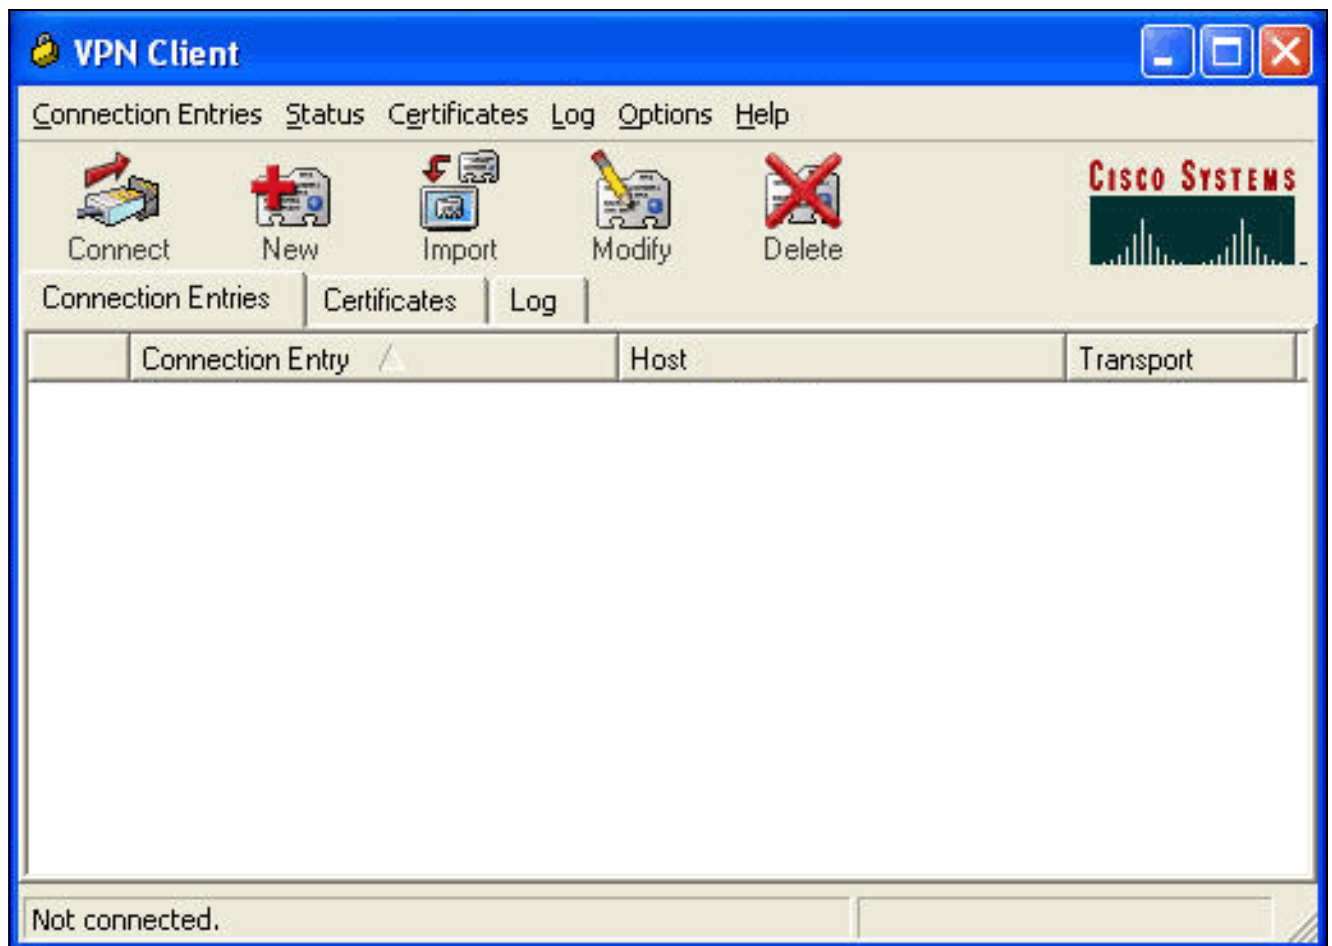 VPN Client
Connection Entries Status Certificates Log Options Help
Connect New Import Modify Delete
CISCO SYSTEMS
Connection Entries Certificates Log
Connection Entry Host Transport
Not connected.